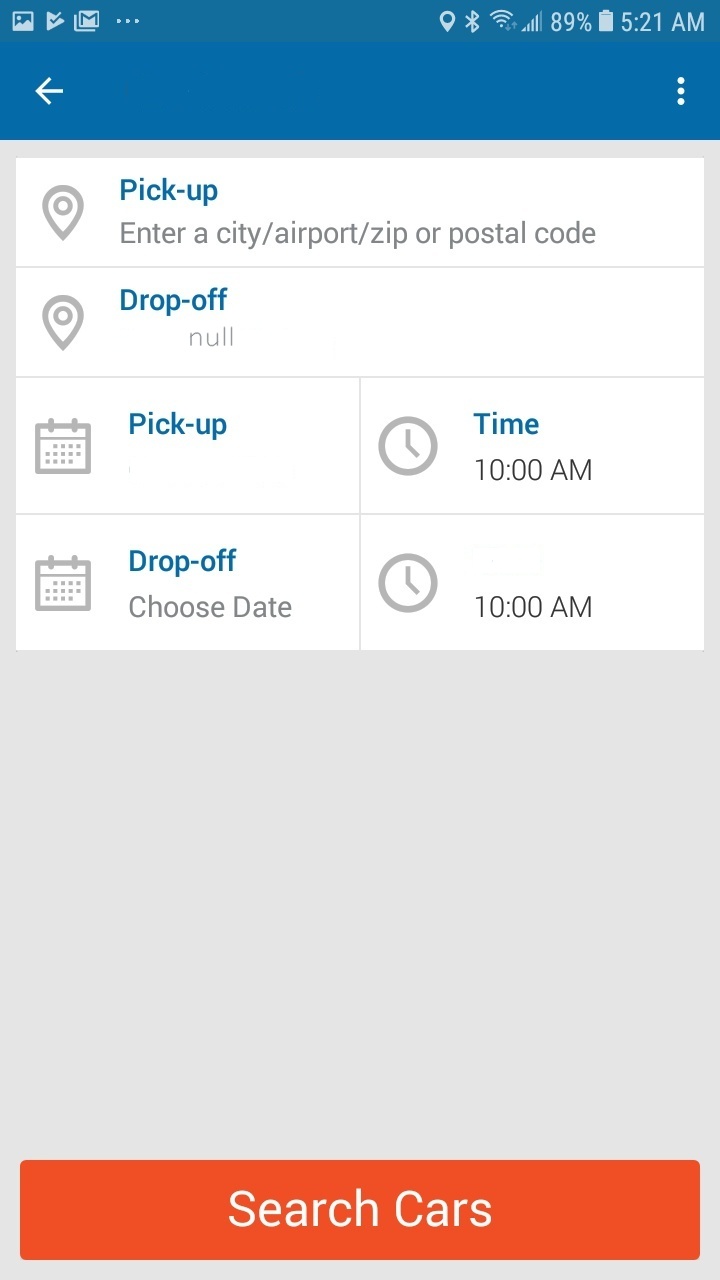 89% 5:21 AM
Pick-up
Enter a city/airport/zip or postal code
Drop-off
null
Pick-up
Time
10:00 AM
Drop-off
Choose Date
10:00 AM
Search Cars